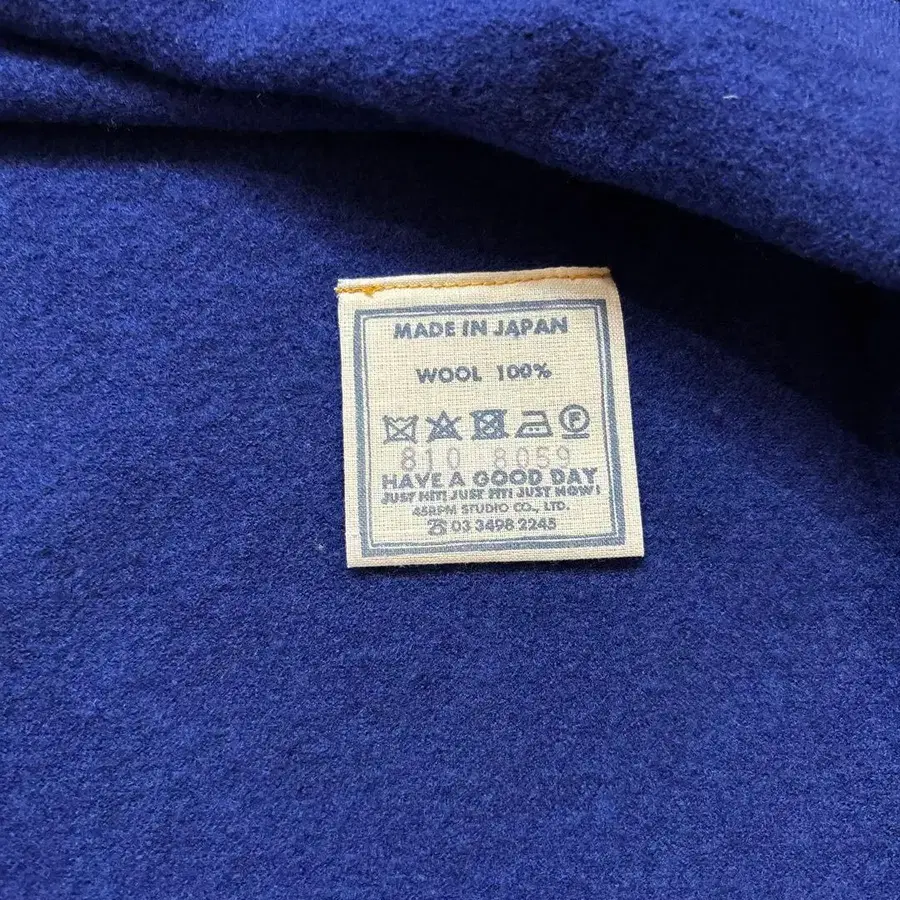 MADE IN JAPAN
WOOL 100%
F
810 8059
HAVE A GOOD DAY
JUST HIT! JUST FIT! JUST NOW!
45RPM STUDIO CO., LTD.
☎ 03 3498 2245